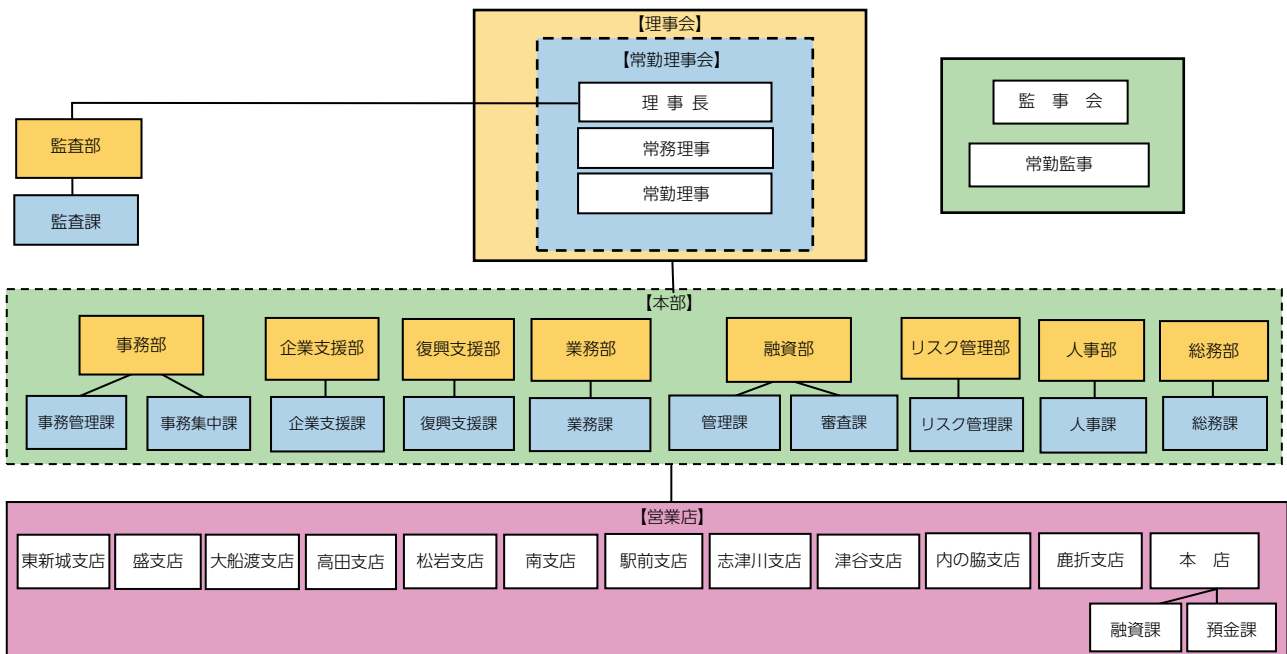 【理事会】
【常勤理事会】
理 事 長
常務理事
常勤理事
監　事　会
常勤監事
監査部
監査課
【本部】
事務部
企業支援部
復興支援部
業務部
融資部
リスク管理部
人事部
総務部
事務管理課
事務集中課
企業支援課
復興支援課
業務課
管理課
審査課
リスク管理課
人事課
総務課
【営業店】
東新城支店
盛支店
大船渡支店
高田支店
松岩支店
南支店
駅前支店
志津川支店
津谷支店
内の脇支店
鹿折支店
本　店
融資課
預金課